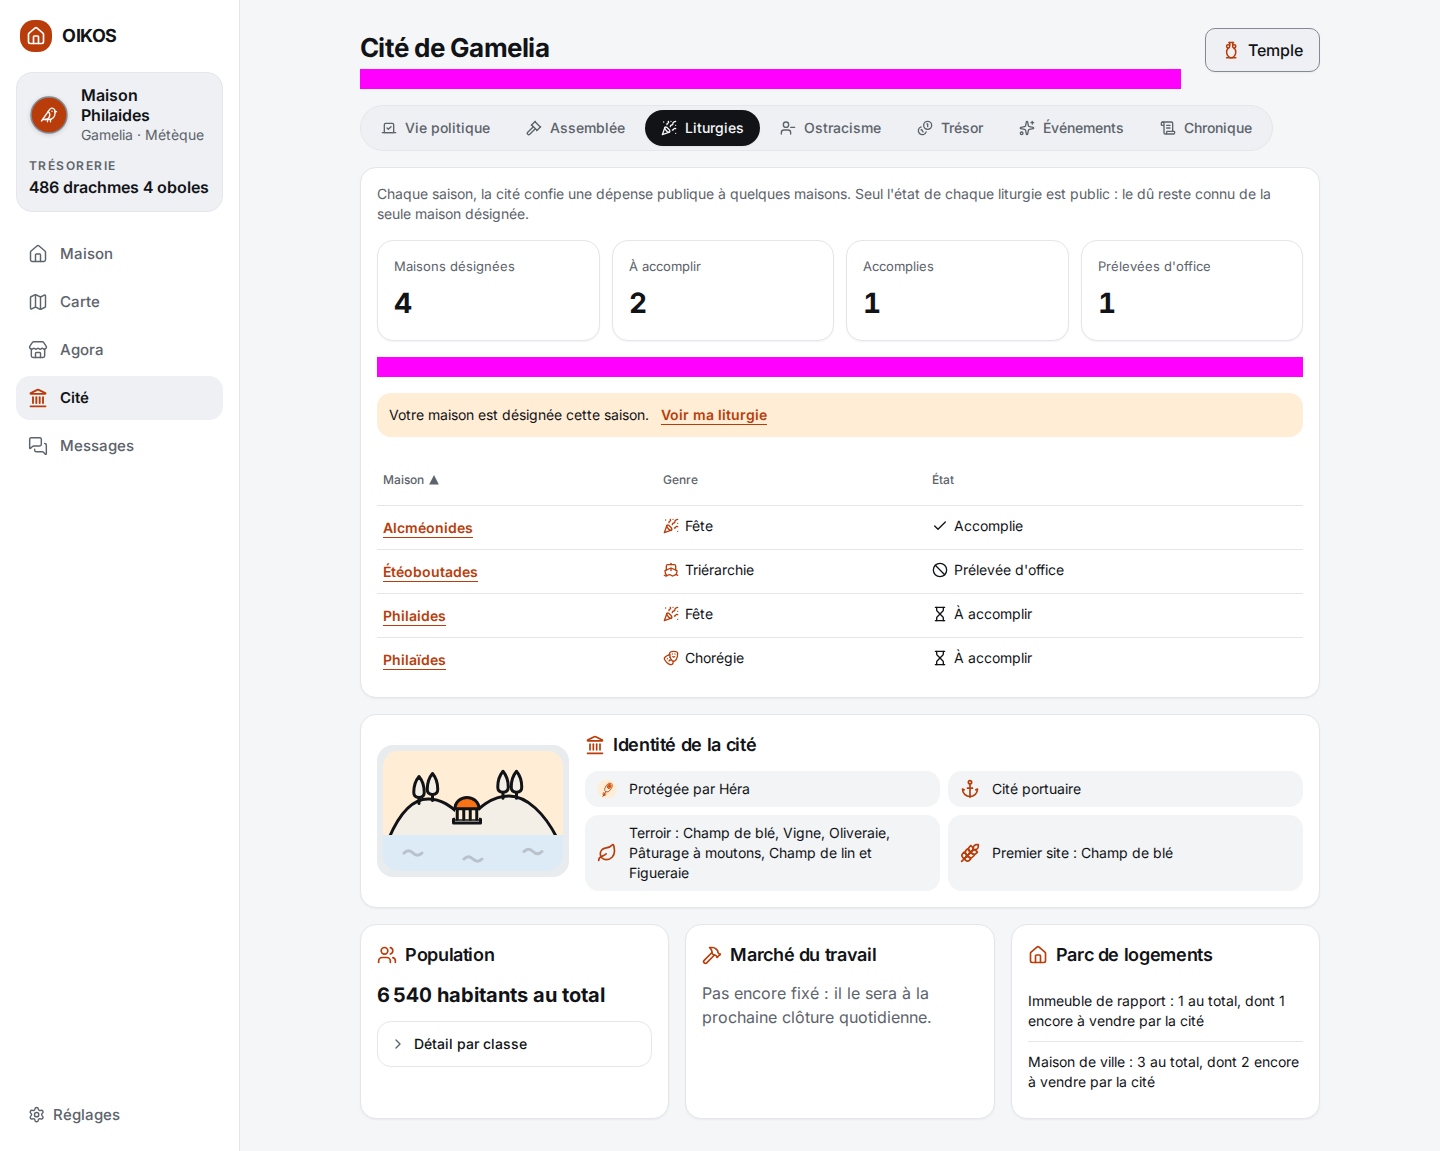 OIKOS
Maison
Philaides
Gamelia · Métèque
TRÉSORERIE
486 drachmes 4 oboles
Maison
Carte
Agora
Cité
Messages
Réglages
Cité de Gamelia
Temple
Vie politique
Assemblée
Liturgies
Ostracisme
Trésor
Événements
Chronique
Chaque saison, la cité confie une dépense publique à quelques maisons. Seul l'état de chaque liturgie est public : le dû reste connu de la
seule maison désignée.
Maisons désignées
4
À accomplir
2
Accomplies
1
Prélevées d'office
1
Votre maison est désignée cette saison. Voir ma liturgie
Maison ▲ Genre État
Alcméonides Fête Accomplie
Étéoboutades Triérarchie Prélevée d'office
Philaides Fête À accomplir
Philaïdes Chorégie À accomplir
Identité de la cité
Protégée par Héra
Cité portuaire
Terroir : Champ de blé, Vigne, Oliveraie,
Pâturage à moutons, Champ de lin et
Figueraie
Premier site : Champ de blé
Population
6 540 habitants au total
Détail par classe
Marché du travail
Pas encore fixé : il le sera à la
prochaine clôture quotidienne.
Parc de logements
Immeuble de rapport : 1 au total, dont 1
encore à vendre par la cité
Maison de ville : 3 au total, dont 2 encore
à vendre par la cité